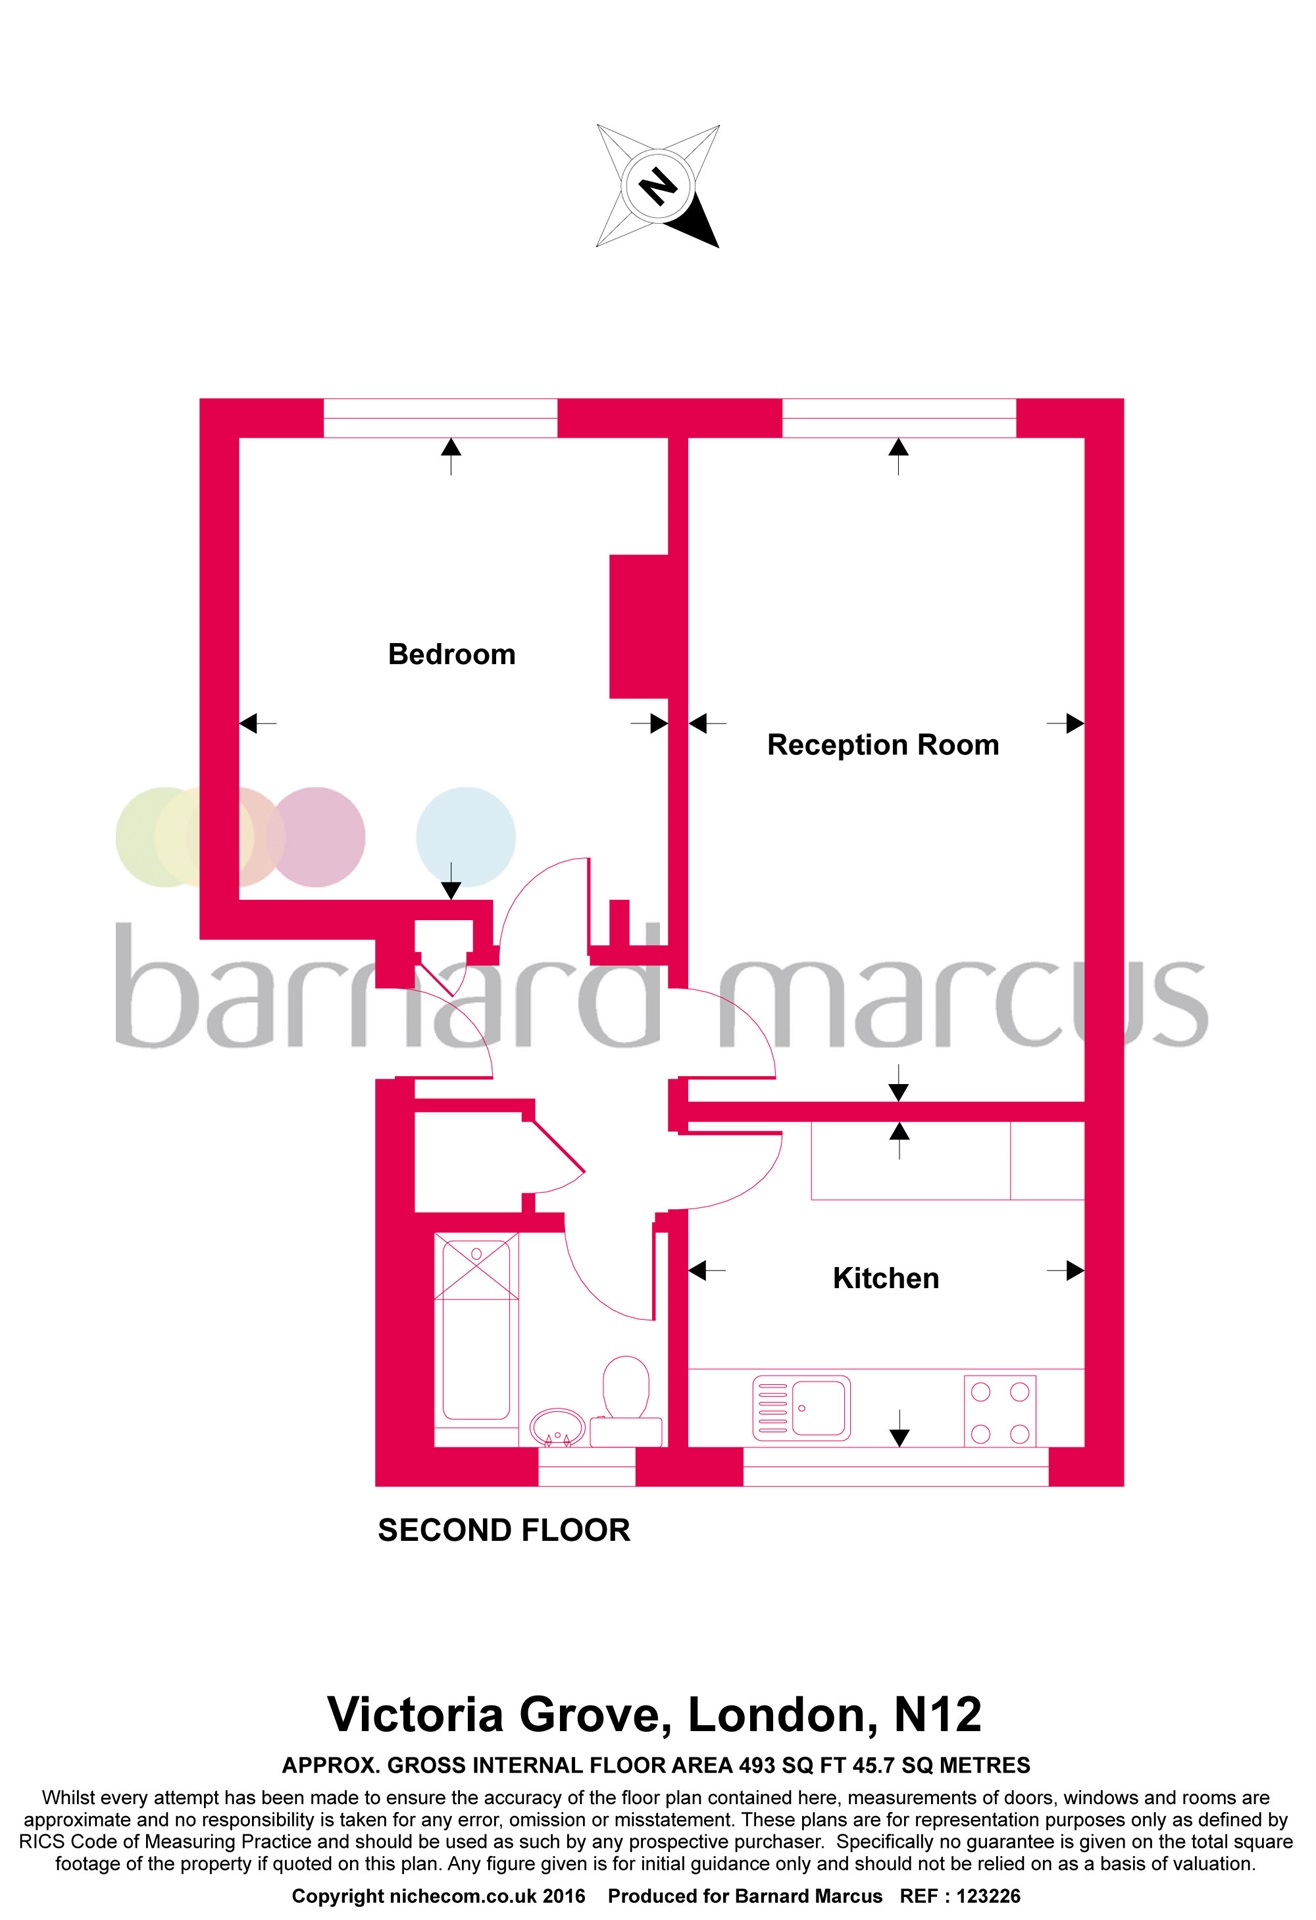 N
Bedroom
Reception Room
barnard marcus
Kitchen
SECOND FLOOR
Victoria Grove, London, N12
APPROX. GROSS INTERNAL FLOOR AREA 493 SQ FT 45.7 SQ METRES
Whilst every attempt has been made to ensure the accuracy of the floor plan contained here, measurements of doors, windows and rooms are
approximate and no responsibility is taken for any error, omission or misstatement. These plans are for representation purposes only as defined by
RICS Code of Measuring Practice and should be used as such by any prospective purchaser. Specifically no guarantee is given on the total square
footage of the property if quoted on this plan. Any figure given is for initial guidance only and should not be relied on as a basis of valuation.
Copyright nichecom.co.uk 2016 Produced for Barnard Marcus REF : 123226